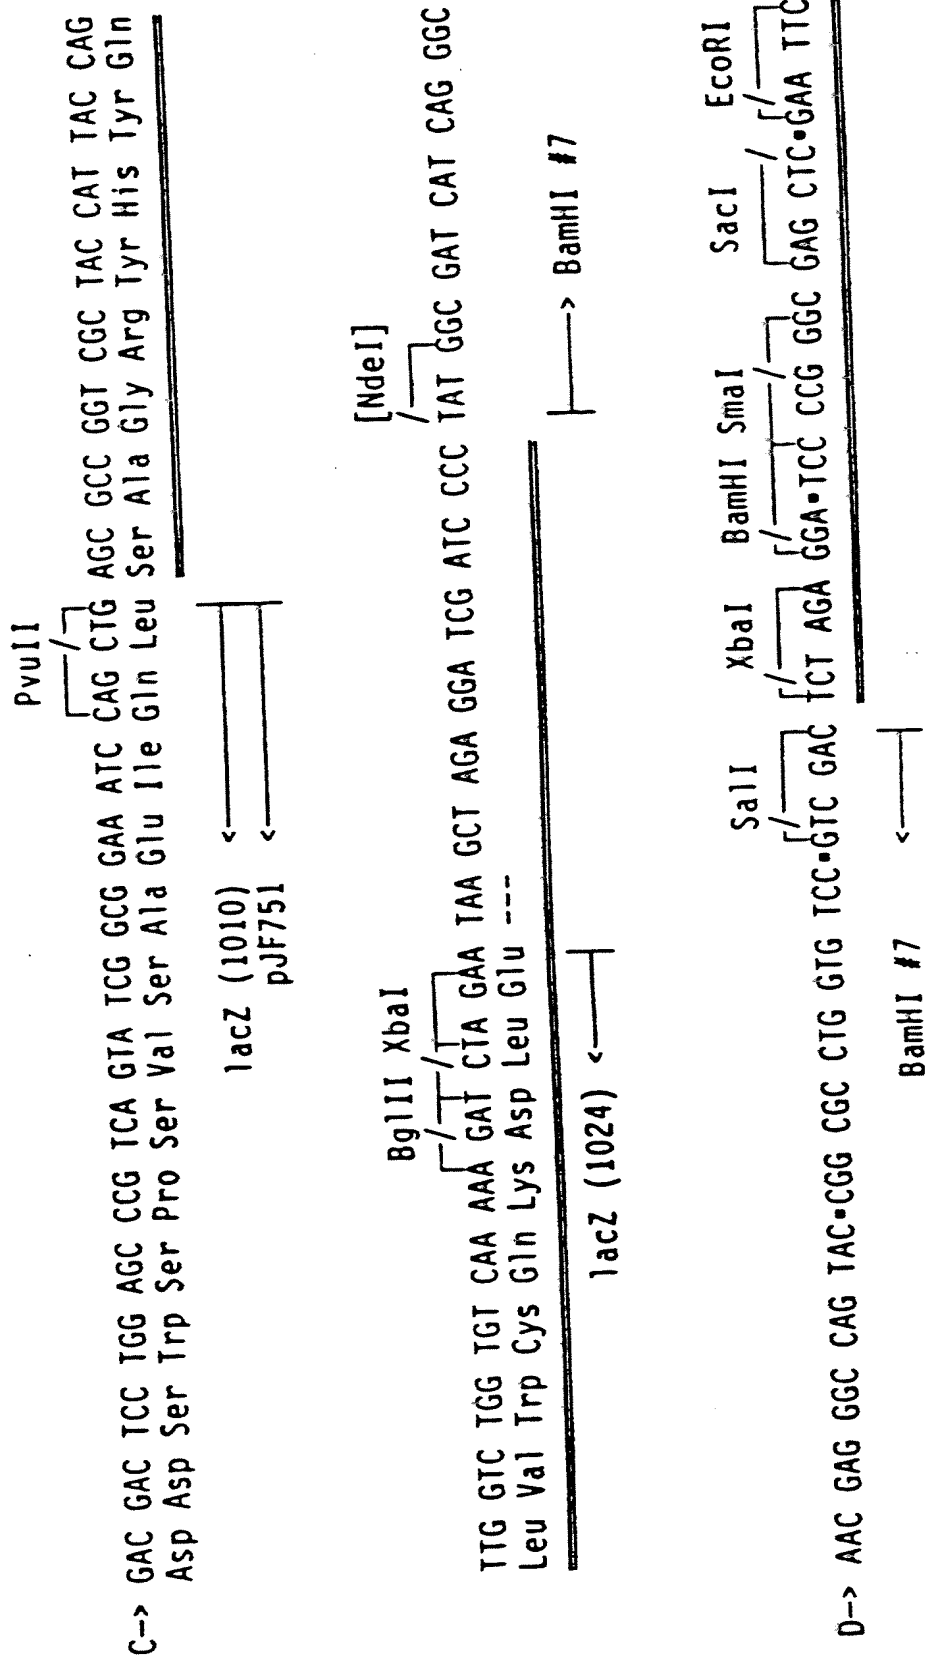 PvuII
C—> GAC GAC TCC TGG AGC CCG TCA GTA TCG GCG GAA ATC CAG CTG AGC GCC GGT CGC TAC CAT TAC CAG
Asp Asp Ser Trp Ser Pro Ser Val Ser Ala Glu Ile Gln Leu Ser Ala Gly Arg Tyr His Tyr Gln
lacZ (1010) <
pJF751 <
BglII XbaI [NdeI]
TTG GTC TGG TGT CAA AAA GAT CTA GAA TAA GCT AGA GGA TCG ATC CCC TAT GGC GAT CAT CAG GGC
Leu Val Trp Cys Gln Lys Asp Leu Glu ---
lacZ (1024) < > BamHI #7
SalI XbaI BamHI SmaI SacI EcoRI
D—> AAC GAG GGC CAG TAC•CGG CGC CTG GTG TCC•GTC GAC TCT AGA GGA•TCC CCG GGC GAG CTC•GAA TTC
BamHI #7 <